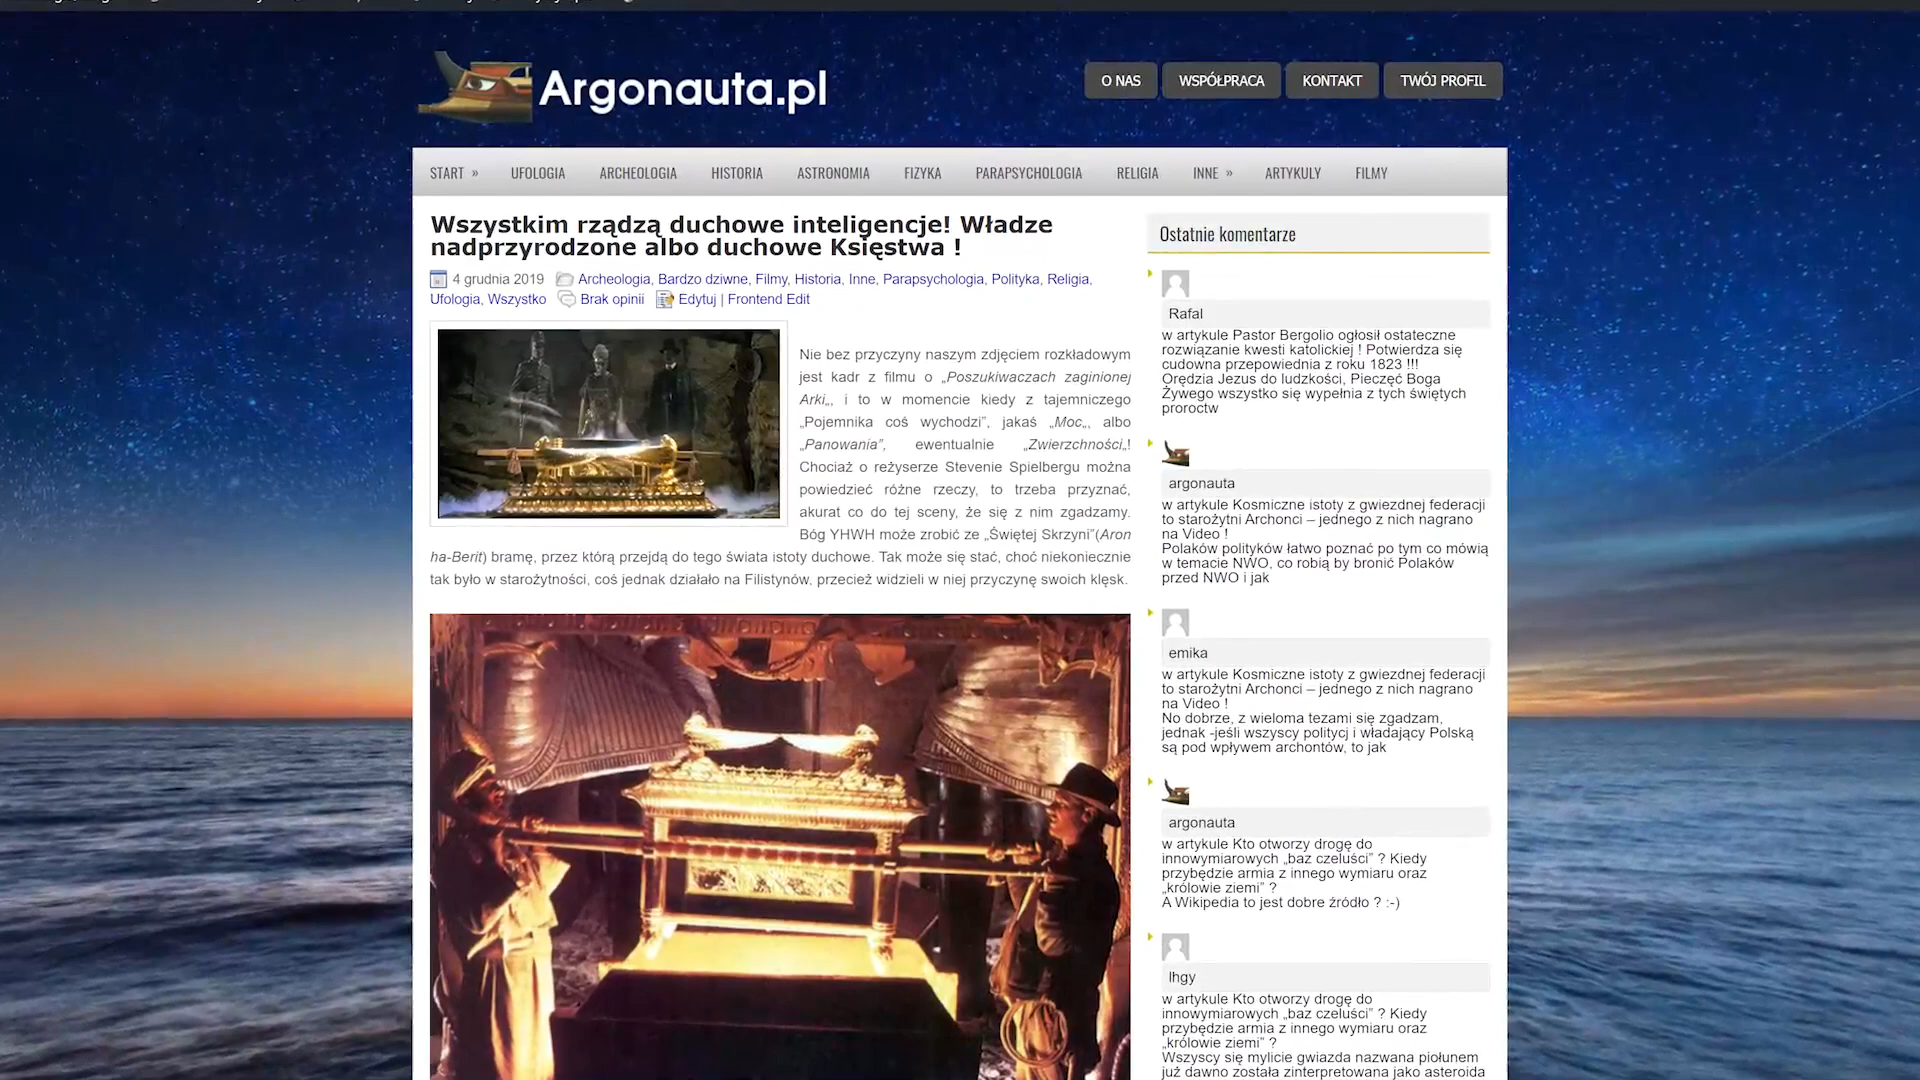 Argonauta.pl
O NAS
WSPÓŁPRACA
KONTAKT
TWÓJ PROFIL
START »
UFOLOGIA
ARCHEOLOGIA
HISTORIA
ASTRONOMIA
FIZYKA
PARAPSYCHOLOGIA
RELIGIA
INNE »
ARTYKUŁY
FILMY
Wszystkim rządzą duchowe inteligencje! Władze
nadprzyrodzone albo duchowe Księstwa !
4 grudnia 2019 Archeologia, Bardzo dziwne, Filmy, Historia, Inne, Parapsychologia, Polityka, Religia,
Ufologia, Wszystko Brak opinii Edytuj | Frontend Edit
Nie bez przyczyny naszym zdjęciem rozkładowym
jest kadr z filmu o „Poszukiwaczach zaginionej
Arki„, i to w momencie kiedy z tajemniczego
„Pojemnika coś wychodzi”, jakaś „Moc„, albo
„Panowania”, ewentualnie „Zwierzchności„!
Chociaż o reżyserze Stevenie Spielbergu można
powiedzieć różne rzeczy, to trzeba przyznać,
akurat co do tej sceny, że się z nim zgadzamy.
Bóg YHWH może zrobić ze „Świętej Skrzyni”(Aron
ha-Berit) bramę, przez którą przejdą do tego świata istoty duchowe. Tak może się stać, choć niekoniecznie
tak było w starożytności, coś jednak działało na Filistynów, przecież widzieli w niej przyczynę swoich klęsk.
Ostatnie komentarze
Rafal
w artykule Pastor Bergolio ogłosił ostateczne
rozwiązanie kwesti katolickiej ! Potwierdza się
cudowna przepowiednia z roku 1823 !!!
Orędzia Jezus do ludzkości, Pieczęć Boga
Żywego wszystko się wypełnia z tych świętych
proroctw
argonauta
w artykule Kosmiczne istoty z gwiezdnej federacji
to starożytni Archonci – jednego z nich nagrano
na Video !
Polaków polityków łatwo poznać po tym co mówią
w temacie NWO, co robią by bronić Polaków
przed NWO i jak
emika
w artykule Kosmiczne istoty z gwiezdnej federacji
to starożytni Archonci – jednego z nich nagrano
na Video !
No dobrze, z wieloma tezami się zgadzam,
jednak -jeśli wszyscy politycj i władający Polską
są pod wpływem archontów, to jak
argonauta
w artykule Kto otworzy drogę do
innowymiarowych „baz czeluści” ? Kiedy
przybędzie armia z innego wymiaru oraz
„królowie ziemi” ?
A Wikipedia to jest dobre źródło ? :-)
lhgy
w artykule Kto otworzy drogę do
innowymiarowych „baz czeluści” ? Kiedy
przybędzie armia z innego wymiaru oraz
„królowie ziemi” ?
Wszyscy się mylicie gwiazda nazwana piołunem
już dawno została zinterpretowana jako asteroida